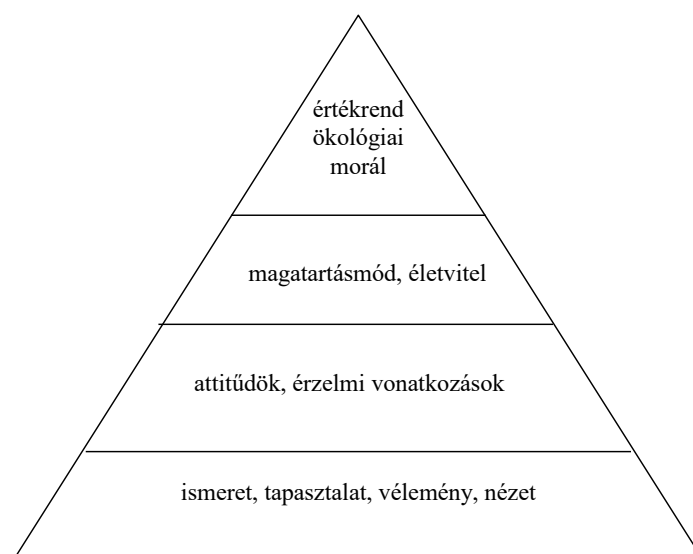 értékrend
ökológiai
morál
magatartásmód, életvitel
attitűdök, érzelmi vonatkozások
ismeret, tapasztalat, vélemény, nézet